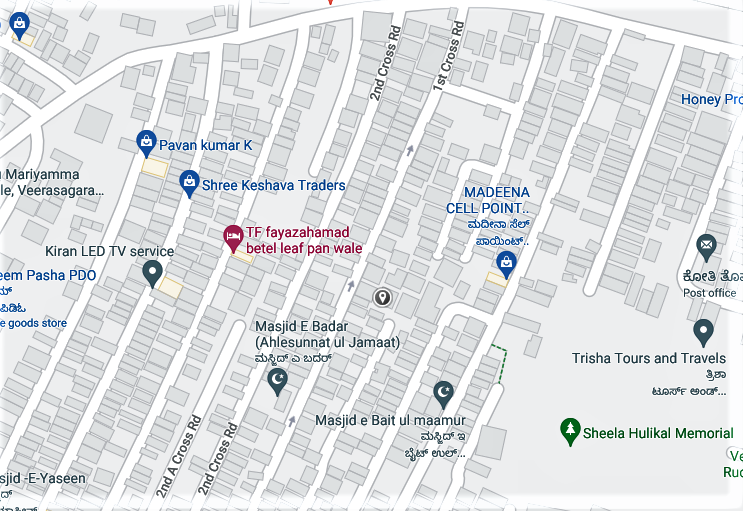 2nd Cross Rd
1st Cross Rd
Honey Pro
Pavan kumar K
Mariyamma
le, Veerasagara...
Shree Keshava Traders
MADEENA
CELL POINT..
ಮದೀನಾ ಸೆಲ್
ಪಾಯಿಂಟ್..
TF fayazahamad
betel leaf pan wale
Kiran LED TV service
eem Pasha PDO
e goods store
ಕೋತಿ ತೊ
Post office
Masjid E Badar
(Ahlesunnat ul Jamaat)
ಮಸ್ಜಿದ್ ಎ ಬದರ್
Trisha Tours and Travels
ತ್ರಿಶಾ
ಟೂರ್ಸ್ ಅಂಡ್...
Masjid e Bait ul maamur
ಮಸ್ಜಿದ್ ಇ
ಬೈಟ್ ಉಲ್...
Sheela Hulikal Memorial
2nd A Cross Rd
2nd Cross Rd
Ve
Rud
sjid -E-Yaseen